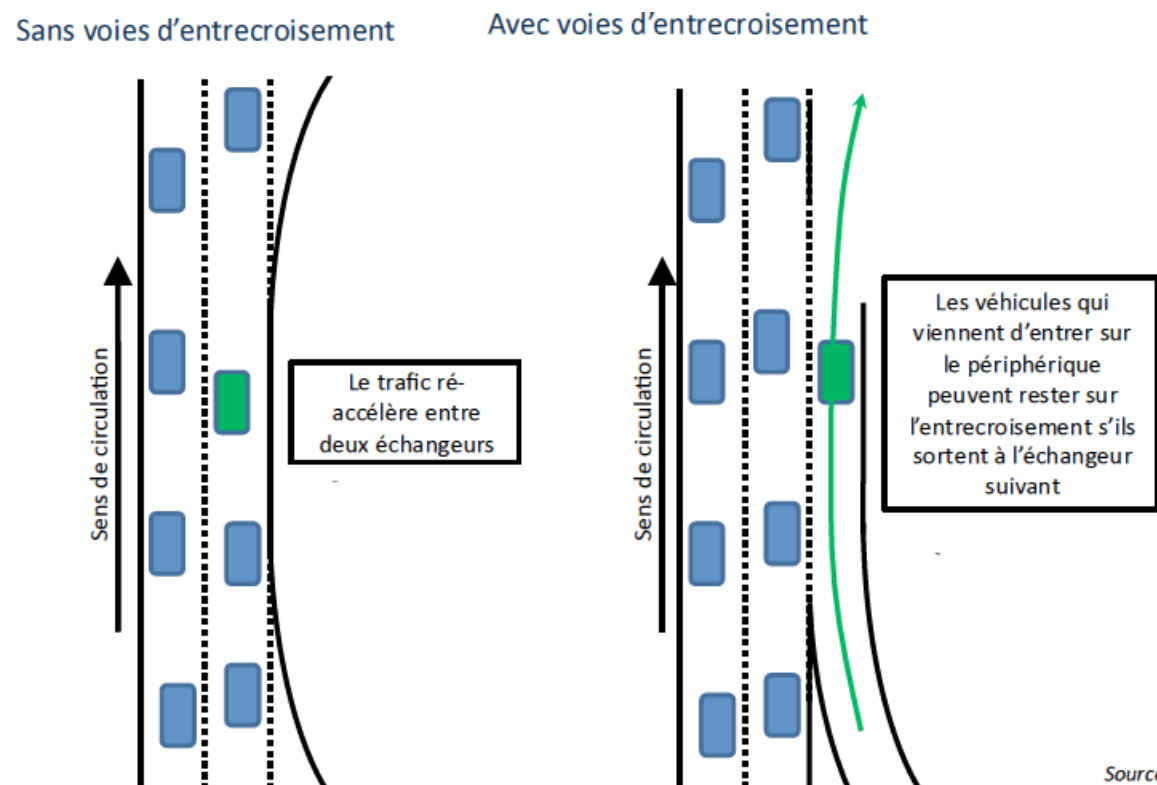 Sans voies d'entrecroisement
Avec voies d'entrecroisement
Sens de circulation
Le trafic ré-
accélère entre
deux échangeurs
Sens de circulation
Les véhicules qui
viennent d'entrer sur
le périphérique
peuvent rester sur
l'entrecroisement s'ils
sortent à l'échangeur
suivant
Source